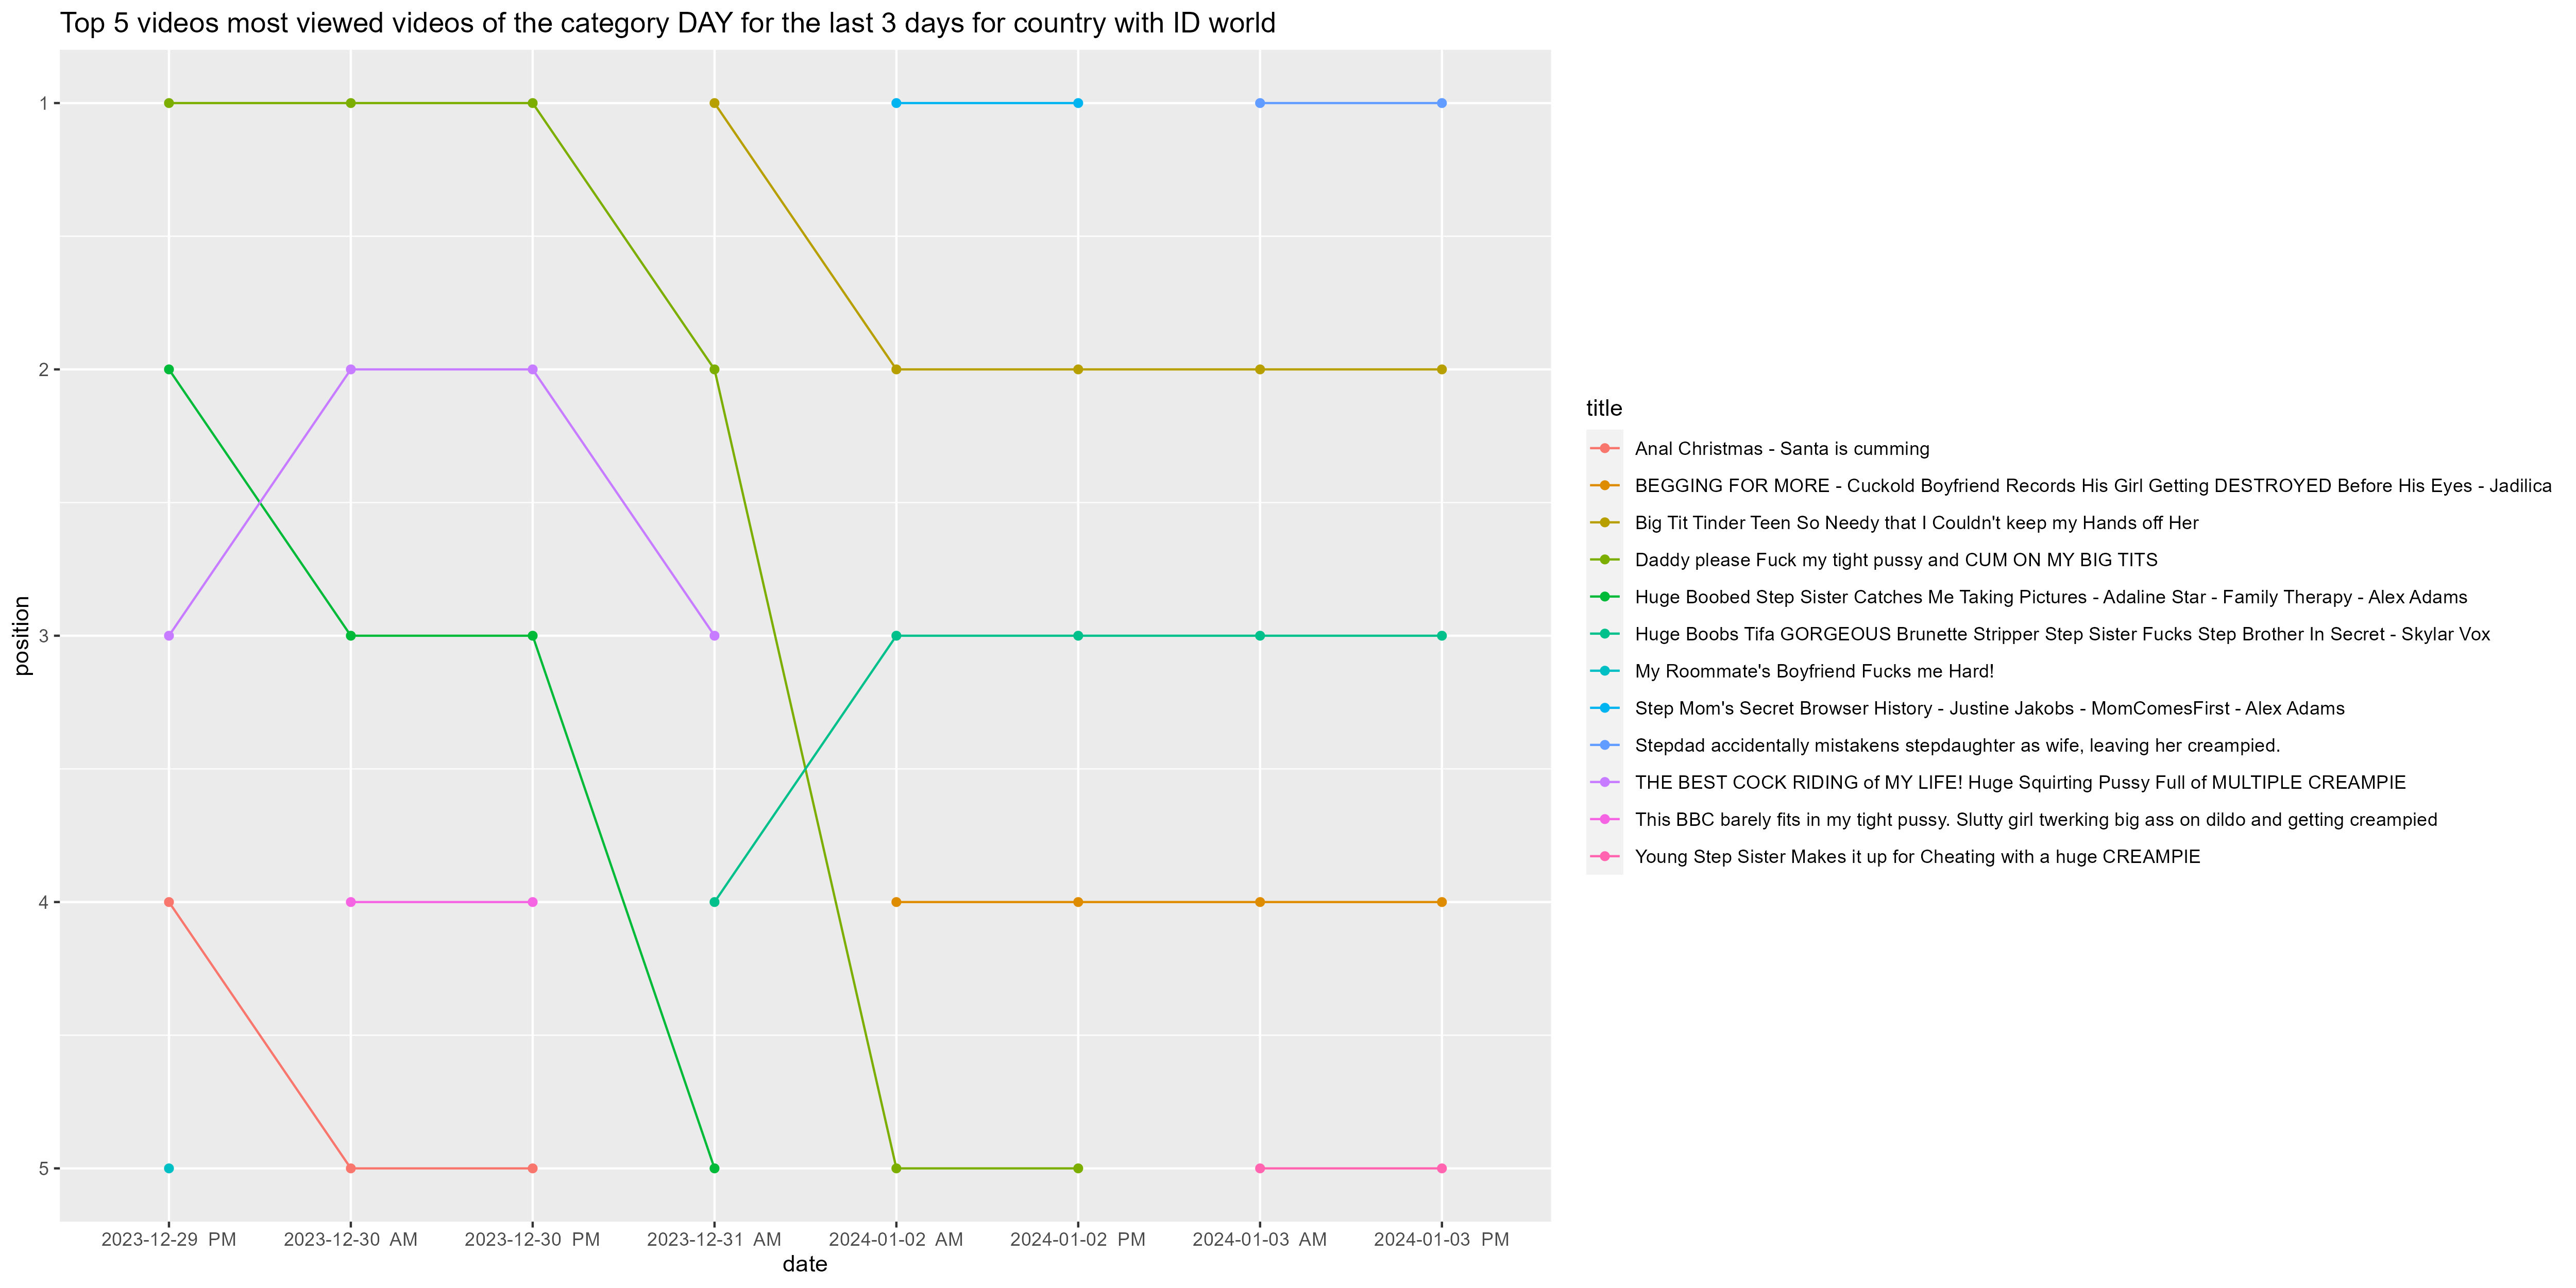 Top 5 videos most viewed videos of the category DAY for the last 3 days for country with ID world
1
2
3
4
5
position
2023-12-29 PM
2023-12-30 AM
2023-12-30 PM
2023-12-31 AM
2024-01-02 AM
2024-01-02 PM
2024-01-03 AM
2024-01-03 PM
date
title
Anal Christmas - Santa is cumming
BEGGING FOR MORE - Cuckold Boyfriend Records His Girl Getting DESTROYED Before His Eyes - Jadilica
Big Tit Tinder Teen So Needy that I Couldn't keep my Hands off Her
Daddy please Fuck my tight pussy and CUM ON MY BIG TITS
Huge Boobed Step Sister Catches Me Taking Pictures - Adaline Star - Family Therapy - Alex Adams
Huge Boobs Tifa GORGEOUS Brunette Stripper Step Sister Fucks Step Brother In Secret - Skylar Vox
My Roommate's Boyfriend Fucks me Hard!
Step Mom's Secret Browser History - Justine Jakobs - MomComesFirst - Alex Adams
Stepdad accidentally mistakens stepdaughter as wife, leaving her creampied.
THE BEST COCK RIDING of MY LIFE! Huge Squirting Pussy Full of MULTIPLE CREAMPIE
This BBC barely fits in my tight pussy. Slutty girl twerking big ass on dildo and getting creampied
Young Step Sister Makes it up for Cheating with a huge CREAMPIE